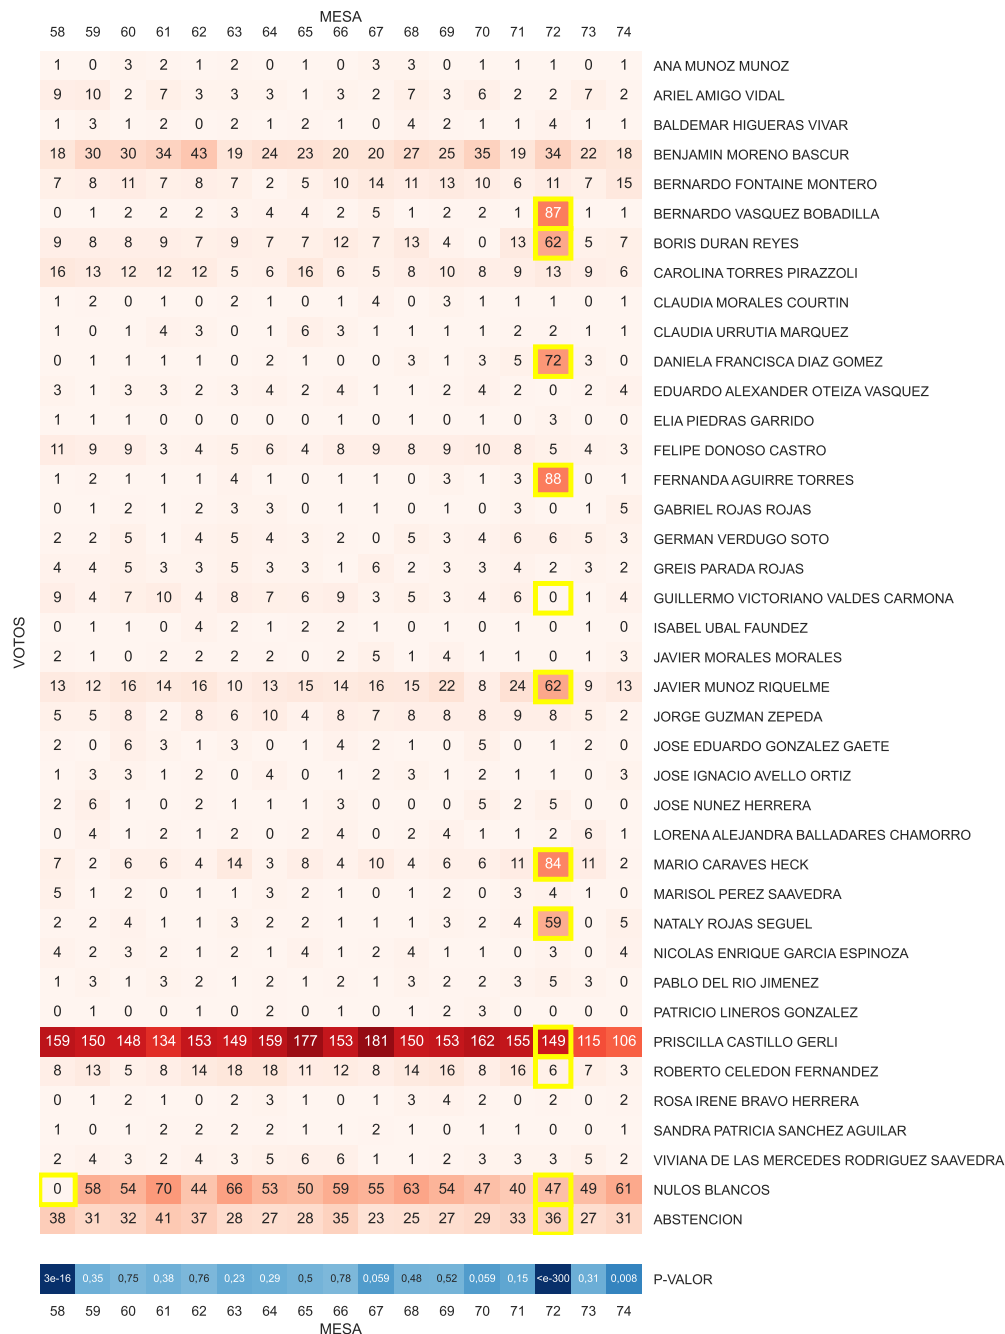 MESA
58 59 60 61 62 63 64 65 66 67 68 69 70 71 72 73 74
1 0 3 2 1 2 0 1 0 3 3 0 1 1 1 0 1 ANA MUNOZ MUNOZ
9 10 2 7 3 3 3 1 3 2 7 3 6 2 2 7 2 ARIEL AMIGO VIDAL
1 3 1 2 0 2 1 2 1 0 4 2 1 1 4 1 1 BALDEMAR HIGUERAS VIVAR
18 30 30 34 43 19 24 23 20 20 27 25 35 19 34 22 18 BENJAMIN MORENO BASCUR
7 8 11 7 8 7 2 5 10 14 11 13 10 6 11 7 15 BERNARDO FONTAINE MONTERO
0 1 2 2 2 3 4 4 2 5 1 2 2 1 87 1 1 BERNARDO VASQUEZ BOBADILLA
9 8 8 9 7 9 7 7 12 7 13 4 0 13 62 5 7 BORIS DURAN REYES
16 13 12 12 12 5 6 16 6 5 8 10 8 9 13 9 6 CAROLINA TORRES PIRAZZOLI
1 2 0 1 0 2 1 0 1 4 0 3 1 1 1 0 1 CLAUDIA MORALES COURTIN
1 0 1 4 3 0 1 6 3 1 1 1 1 2 2 1 1 CLAUDIA URRUTIA MARQUEZ
0 1 1 1 1 0 2 1 0 0 3 1 3 5 72 3 0 DANIELA FRANCISCA DIAZ GOMEZ
3 1 3 3 2 3 4 2 4 1 1 2 4 2 0 2 4 EDUARDO ALEXANDER OTEIZA VASQUEZ
1 1 1 0 0 0 0 0 1 0 1 0 1 0 3 0 0 ELIA PIEDRAS GARRIDO
11 9 9 3 4 5 6 4 8 9 8 9 10 8 5 4 3 FELIPE DONOSO CASTRO
1 2 1 1 1 4 1 0 1 1 0 3 1 3 88 0 1 FERNANDA AGUIRRE TORRES
0 1 2 1 2 3 3 0 1 1 0 1 0 3 0 1 5 GABRIEL ROJAS ROJAS
2 2 5 1 4 5 4 3 2 0 5 3 4 6 6 5 3 GERMAN VERDUGO SOTO
4 4 5 3 3 5 3 3 1 6 2 3 3 4 2 3 2 GREIS PARADA ROJAS
9 4 7 10 4 8 7 6 9 3 5 3 4 6 0 1 4 GUILLERMO VICTORIANO VALDES CARMONA
VOTOS
0 1 1 0 4 2 1 2 2 1 0 1 0 1 0 1 0 ISABEL UBAL FAUNDEZ
2 1 0 2 2 2 2 0 2 5 1 4 1 1 0 1 3 JAVIER MORALES MORALES
13 12 16 14 16 10 13 15 14 16 15 22 8 24 62 9 13 JAVIER MUNOZ RIQUELME
5 5 8 2 8 6 10 4 8 7 8 8 8 9 8 5 2 JORGE GUZMAN ZEPEDA
2 0 6 3 1 3 0 1 4 2 1 0 5 0 1 2 0 JOSE EDUARDO GONZALEZ GAETE
1 3 3 1 2 0 4 0 1 2 3 1 2 1 1 0 3 JOSE IGNACIO AVELLO ORTIZ
2 6 1 0 2 1 1 1 3 0 0 0 5 2 5 0 0 JOSE NUNEZ HERRERA
0 4 1 2 1 2 0 2 4 0 2 4 1 1 2 6 1 LORENA ALEJANDRA BALLADARES CHAMORRO
7 2 6 6 4 14 3 8 4 10 4 6 6 11 84 11 2 MARIO CARAVES HECK
5 1 2 0 1 1 3 2 1 0 1 2 0 3 4 1 0 MARISOL PEREZ SAAVEDRA
2 2 4 1 1 3 2 2 1 1 1 3 2 4 59 0 5 NATALY ROJAS SEGUEL
4 2 3 2 1 2 1 4 1 2 4 1 1 0 3 0 4 NICOLAS ENRIQUE GARCIA ESPINOZA
1 3 1 3 2 1 2 1 2 1 3 2 2 3 5 3 0 PABLO DEL RIO JIMENEZ
0 1 0 0 1 0 2 0 1 0 1 2 3 0 0 0 0 PATRICIO LINEROS GONZALEZ
159 150 148 134 153 149 159 177 153 181 150 153 162 155 149 115 106 PRISCILLA CASTILLO GERLI
8 13 5 8 14 18 18 11 12 8 14 16 8 16 6 7 3 ROBERTO CELEDON FERNANDEZ
0 1 2 1 0 2 3 1 0 1 3 4 2 0 2 0 2 ROSA IRENE BRAVO HERRERA
1 0 1 2 2 2 2 1 1 2 1 0 1 1 0 0 1 SANDRA PATRICIA SANCHEZ AGUILAR
2 4 3 2 4 3 5 6 6 1 1 2 3 3 3 5 2 VIVIANA DE LAS MERCEDES RODRIGUEZ SAAVEDRA
0 58 54 70 44 66 53 50 59 55 63 54 47 40 47 49 61 NULOS BLANCOS
38 31 32 41 37 28 27 28 35 23 25 27 29 33 36 27 31 ABSTENCION
3e-16 0,35 0,75 0,38 0,76 0,23 0,29 0,5 0,78 0,059 0,48 0,52 0,059 0,15 <e-300 0,31 0,008 P-VALOR
58 59 60 61 62 63 64 65 66 67 68 69 70 71 72 73 74
MESA